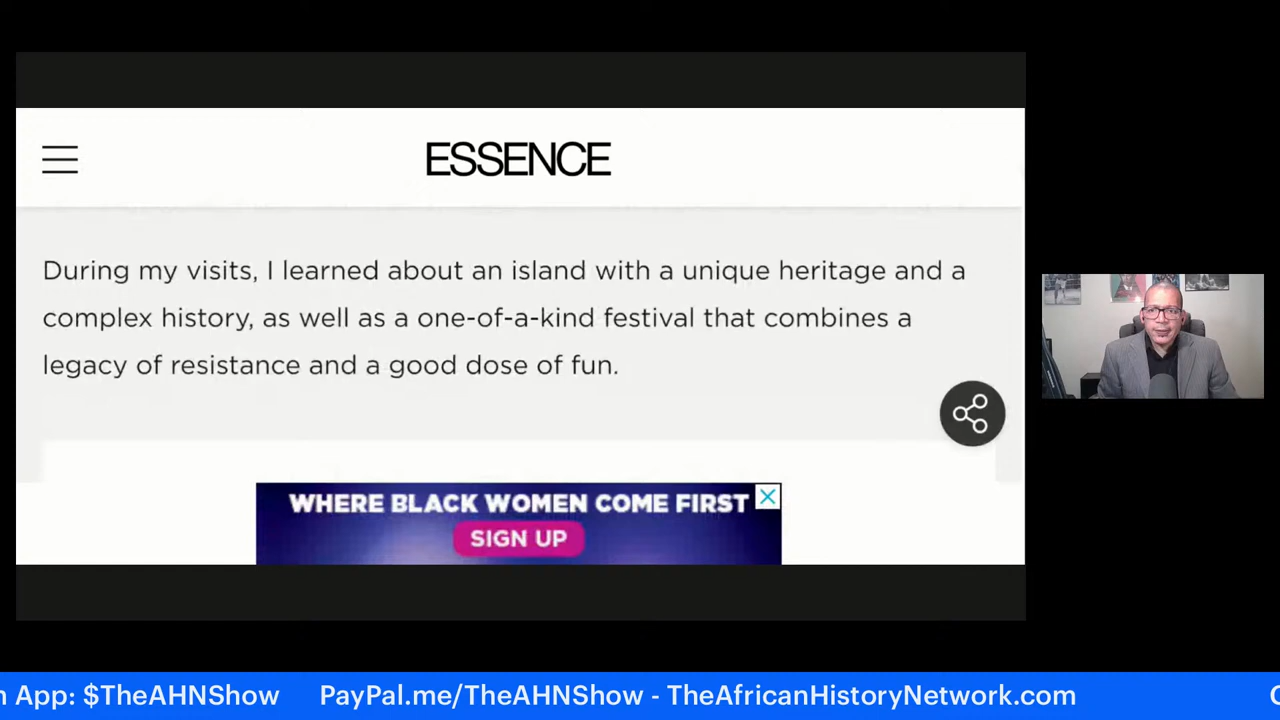 ESSENCE
During my visits, I learned about an island with a unique heritage and a
complex history, as well as a one-of-a-kind festival that combines a
legacy of resistance and a good dose of fun.
WHERE BLACK WOMEN COME FIRST
SIGN UP
App: $TheAHNShow PayPal.me/TheAHNShow - TheAfricanHistoryNetwork.com